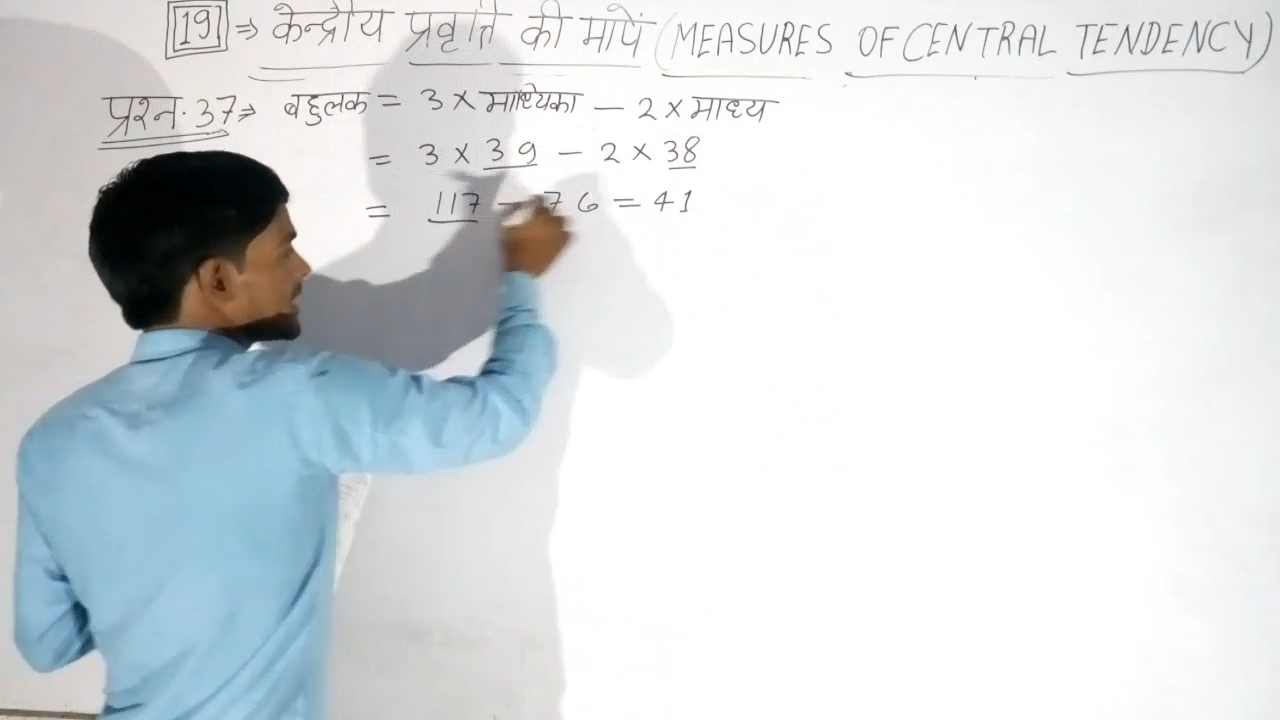 19 ⇒ केन्द्रीय प्रवृत्ति की मापें (MEASURES OF CENTRAL TENDENCY)
प्रश्न.37⇒ बहुलक = 3 × माध्यिका – 2 × माध्य
= 3 × 39 – 2 × 38
= 117 – 76 = 41